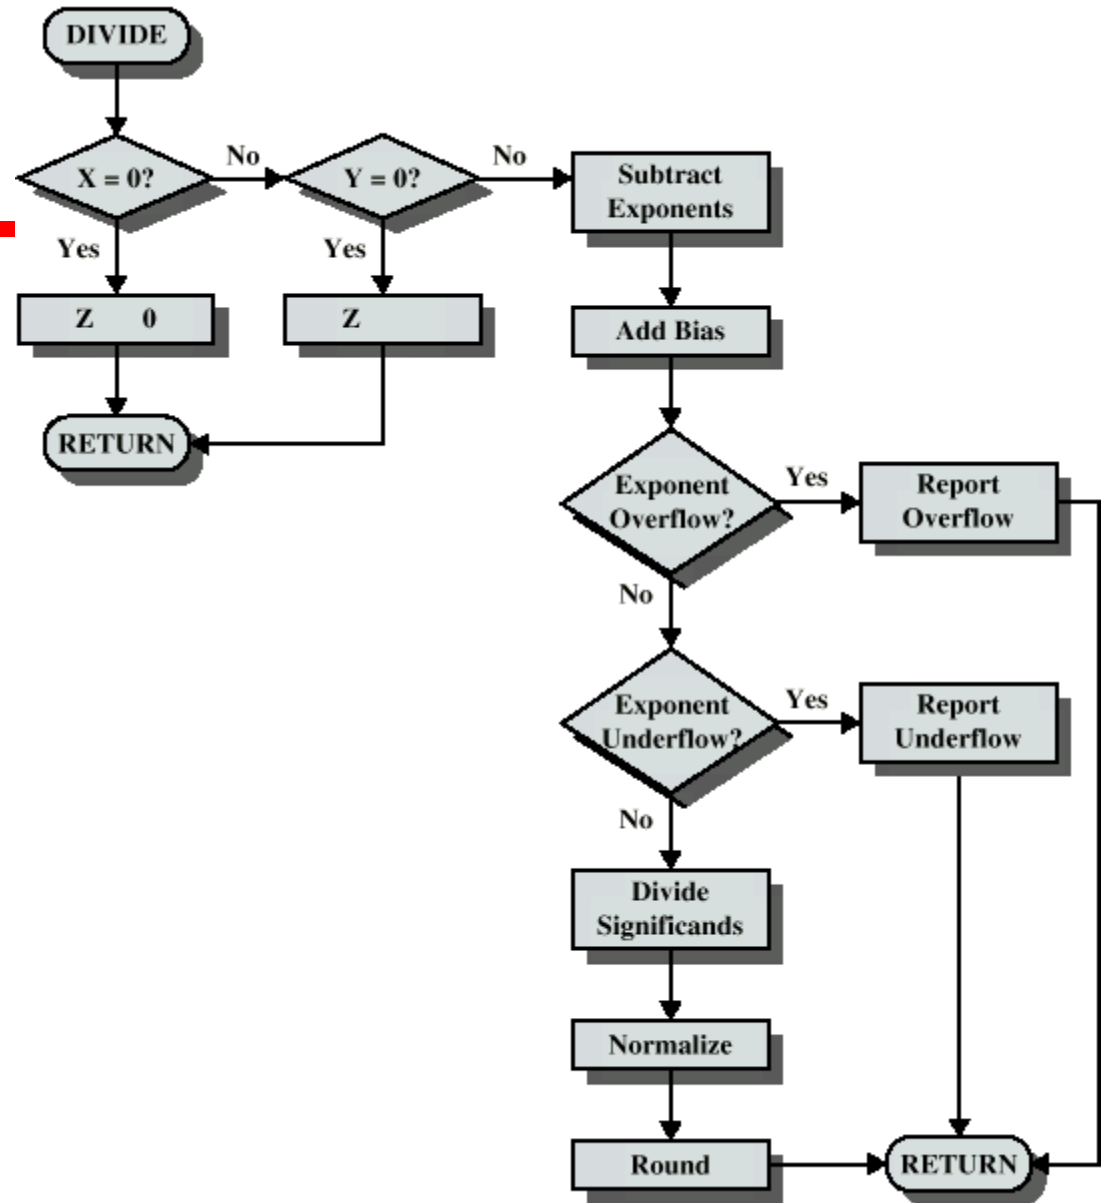 DIVIDE
X = 0?
No
Y = 0?
No
Subtract
Exponents
Yes
Yes
Z 0
Z
Add Bias
RETURN
Exponent
Overflow?
Yes
Report
Overflow
No
Exponent
Underflow?
Yes
Report
Underflow
No
Divide
Significands
Normalize
Round
RETURN